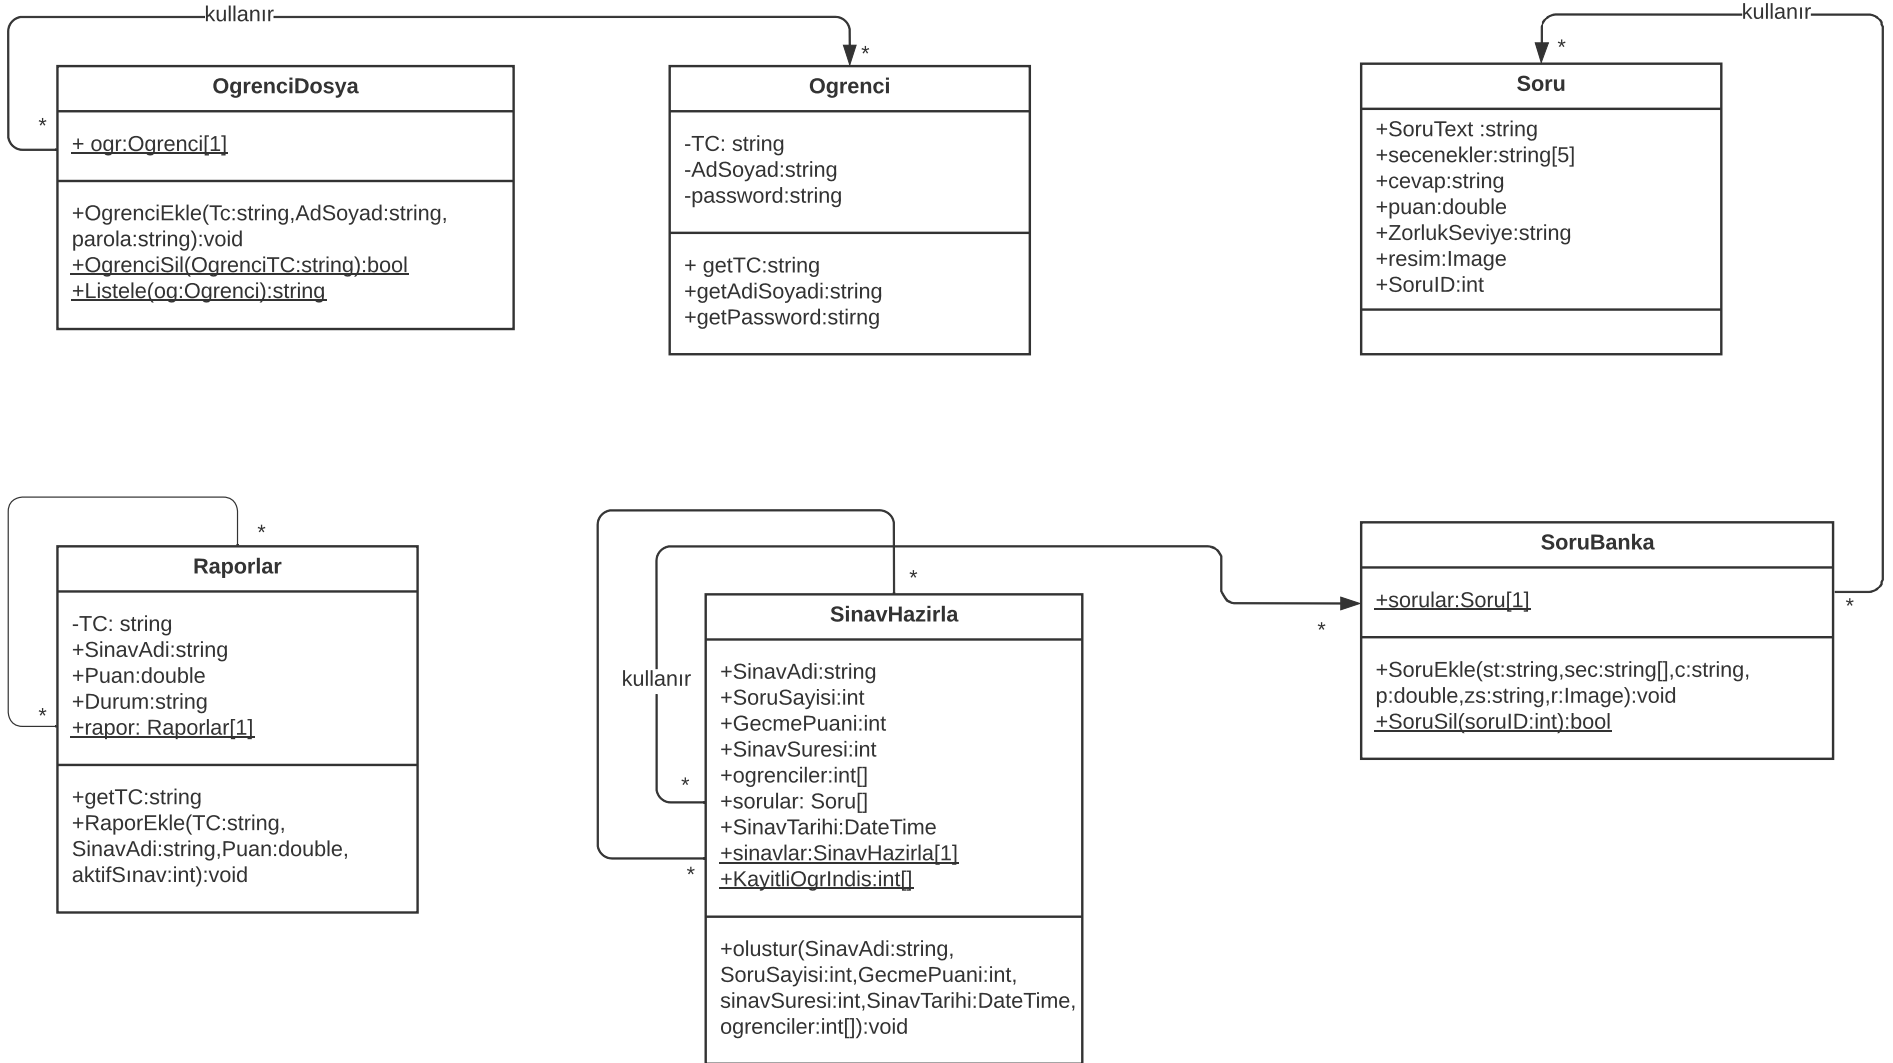 kullanır
*
*
OgrenciDosya
+ ogr:Ogrenci[1]
+OgrenciEkle(Tc:string,AdSoyad:string,
parola:string):void
+OgrenciSil(OgrenciTC:string):bool
+Listele(og:Ogrenci):string
Ogrenci
-TC: string
-AdSoyad:string
-password:string
+ getTC:string
+getAdiSoyadi:string
+getPassword:stirng
kullanır
*
Soru
+SoruText :string
+secenekler:string[5]
+cevap:string
+puan:double
+ZorlukSeviye:string
+resim:Image
+SoruID:int
*
*
Raporlar
-TC: string
+SinavAdi:string
+Puan:double
+Durum:string
+rapor: Raporlar[1]
+getTC:string
+RaporEkle(TC:string,
SinavAdi:string,Puan:double,
aktifSınav:int):void
*
kullanır
*
*
SinavHazirla
+SinavAdi:string
+SoruSayisi:int
+GecmePuani:int
+SinavSuresi:int
+ogrenciler:int[]
+sorular: Soru[]
+SinavTarihi:DateTime
+sinavlar:SinavHazirla[1]
+KayitliOgrIndis:int[]
+olustur(SinavAdi:string,
SoruSayisi:int,GecmePuani:int,
sinavSuresi:int,SinavTarihi:DateTime,
ogrenciler:int[]):void
*
*
SoruBanka
+sorular:Soru[1]
+SoruEkle(st:string,sec:string[],c:string,
p:double,zs:string,r:Image):void
+SoruSil(soruID:int):bool